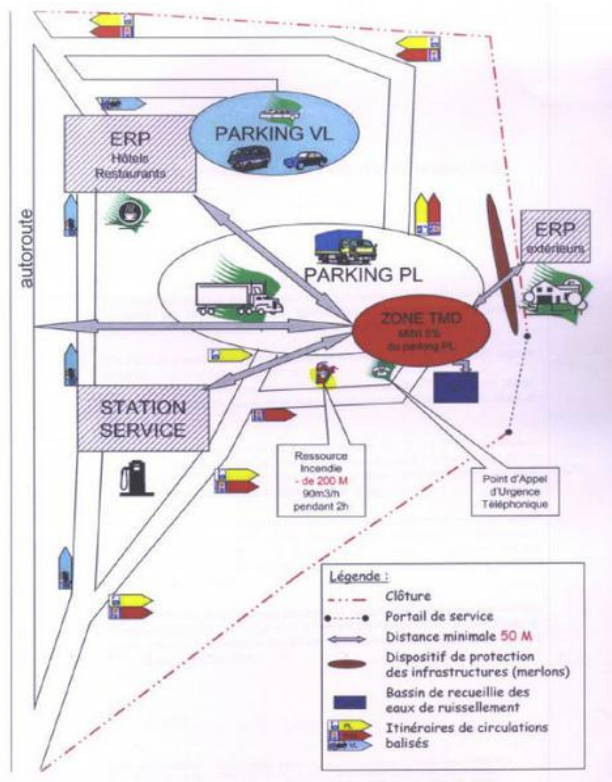 ERP
Hôtels
Restaurants
PARKING VL
autoroute
ERP
extérieurs
PARKING PL
ZONE TMD
MINI 5%
du parking PL
STATION
SERVICE
Ressource
Incendie
- de 200 M
90m3/h
pendant 2h
Point d'Appel
d'Urgence
Téléphonique
Légende :
Clôture
Portail de service
Distance minimale 50 M
Dispositif de protection
des infrastructures (merlons)
Bassin de recueillie des
eaux de ruissellement
PL
VL
Itinéraires de circulations
balisés